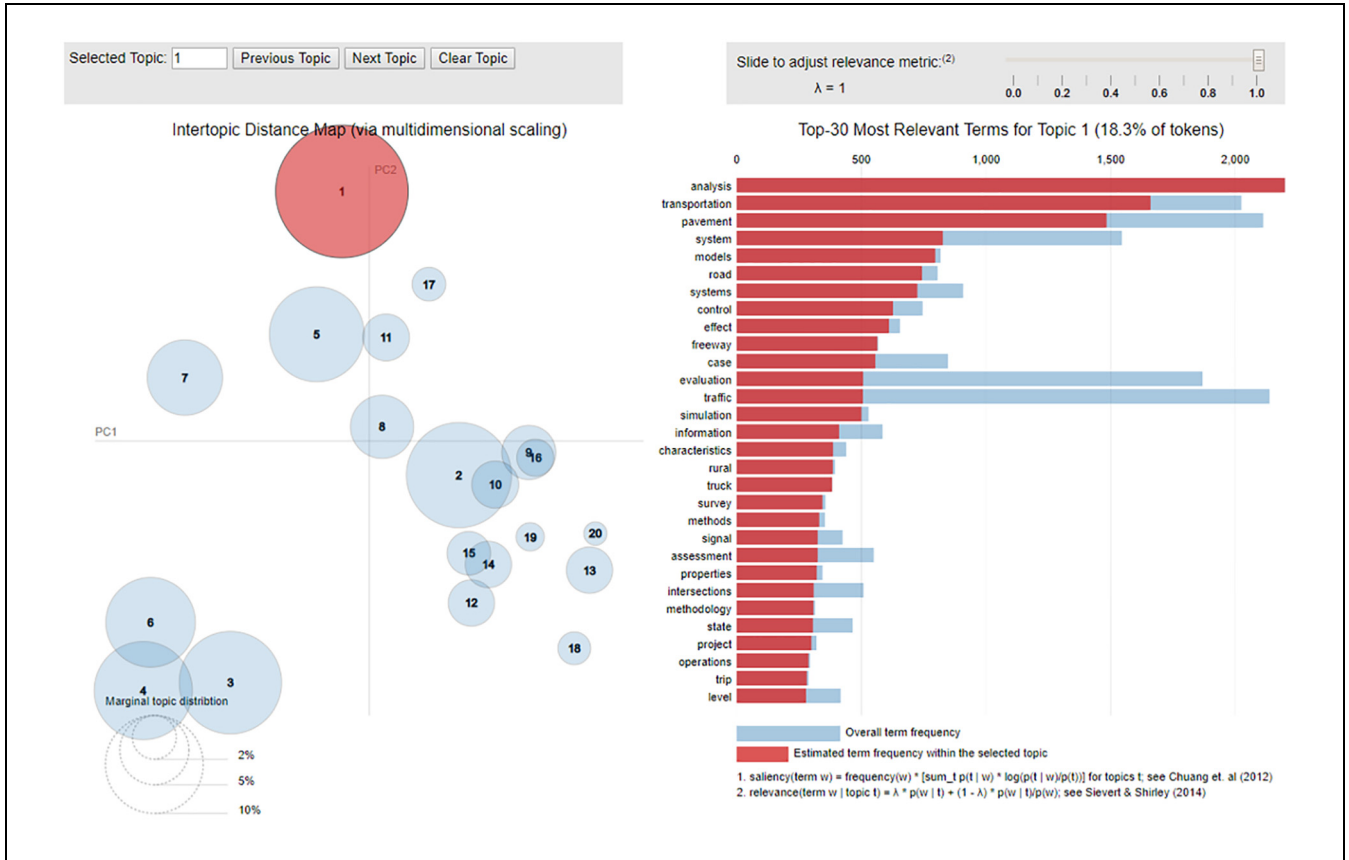 Selected Topic: 1 Previous Topic Next Topic Clear Topic
Slide to adjust relevance metric:(2)
λ = 1
0.0 0.2 0.4 0.6 0.8 1.0
Intertopic Distance Map (via multidimensional scaling)
PC2
PC1
1
17
5
11
7
8
2
9
16
10
15
14
19
20
13
12
18
6
4
3
Marginal topic distribtion
2%
5%
10%
Top-30 Most Relevant Terms for Topic 1 (18.3% of tokens)
0 500 1,000 1,500 2,000
analysis
transportation
pavement
system
models
road
systems
control
effect
freeway
case
evaluation
traffic
simulation
information
characteristics
rural
truck
survey
methods
signal
assessment
properties
intersections
methodology
state
project
operations
trip
level
Overall term frequency
Estimated term frequency within the selected topic
1. saliency(term w) = frequency(w) * [sum_t p(t | w) * log(p(t | w)/p(t))] for topics t; see Chuang et. al (2012)
2. relevance(term w | topic t) = λ * p(w | t) + (1 - λ) * p(w | t)/p(w); see Sievert & Shirley (2014)